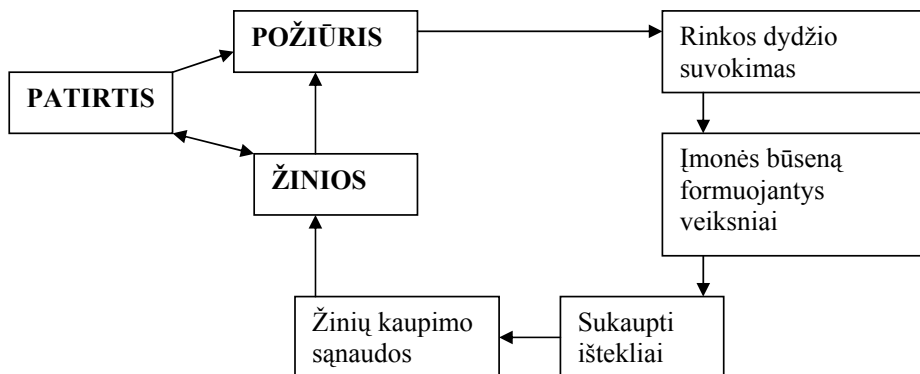 POŽIŪRIS
PATIRTIS
ŽINIOS
Rinkos dydžio
suvokimas
Įmonės būseną
formuojantys
veiksniai
Sukaupti
ištekliai
Žinių kaupimo
sąnaudos